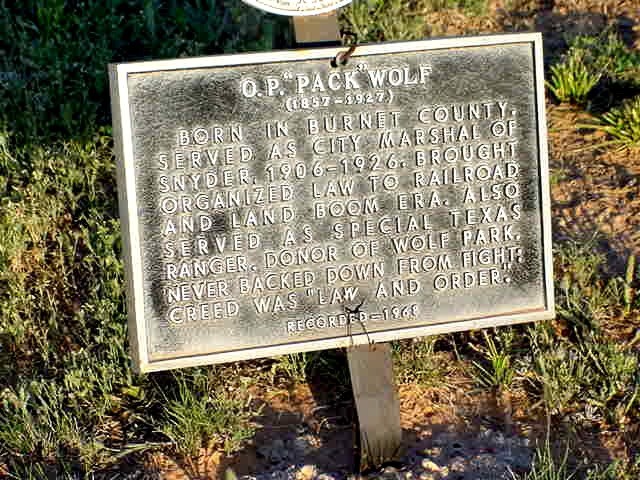 O.P. "PACK" WOLF
(1857-1927)
BORN IN BURNET COUNTY.
SERVED AS CITY MARSHAL OF
SNYDER, 1906-1926. BROUGHT
ORGANIZED LAW TO RAILROAD
AND LAND BOOM ERA. ALSO
SERVED AS SPECIAL TEXAS
RANGER. DONOR OF WOLF PARK.
NEVER BACKED DOWN FROM FIGHT;
CREED WAS "LAW AND ORDER."
RECORDED-1968